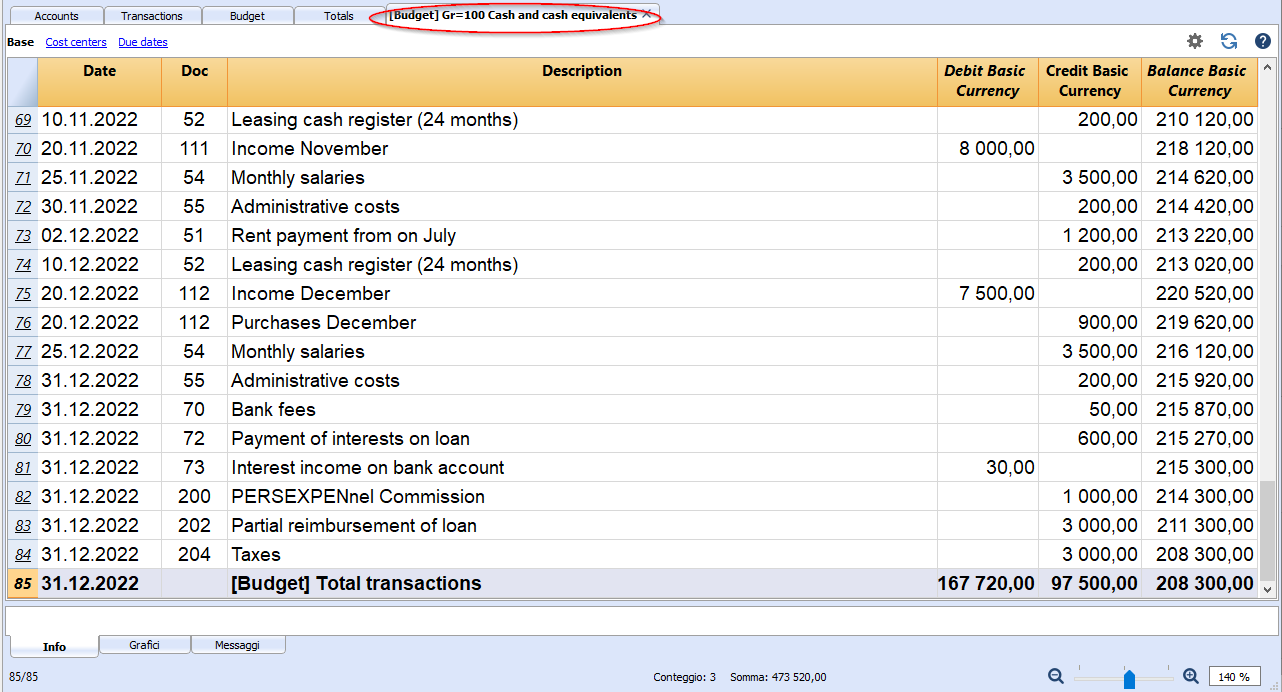 Accounts Transactions Budget Totals [Budget] Gr=100 Cash and cash equivalents
Base Cost centers Due dates
Date Doc Description Debit Basic Currency Credit Basic Currency Balance Basic Currency
69 10.11.2022 52 Leasing cash register (24 months) 200,00 210 120,00
70 20.11.2022 111 Income November 8 000,00 218 120,00
71 25.11.2022 54 Monthly salaries 3 500,00 214 620,00
72 30.11.2022 55 Administrative costs 200,00 214 420,00
73 02.12.2022 51 Rent payment from on July 1 200,00 213 220,00
74 10.12.2022 52 Leasing cash register (24 months) 200,00 213 020,00
75 20.12.2022 112 Income December 7 500,00 220 520,00
76 20.12.2022 112 Purchases December 900,00 219 620,00
77 25.12.2022 54 Monthly salaries 3 500,00 216 120,00
78 31.12.2022 55 Administrative costs 200,00 215 920,00
79 31.12.2022 70 Bank fees 50,00 215 870,00
80 31.12.2022 72 Payment of interests on loan 600,00 215 270,00
81 31.12.2022 73 Interest income on bank account 30,00 215 300,00
82 31.12.2022 200 PERSEXPENnel Commission 1 000,00 214 300,00
83 31.12.2022 202 Partial reimbursement of loan 3 000,00 211 300,00
84 31.12.2022 204 Taxes 3 000,00 208 300,00
85 31.12.2022 [Budget] Total transactions 167 720,00 97 500,00 208 300,00
Info Grafici Messaggi
85/85 Conteggio: 3 Somma: 473 520,00 140 %